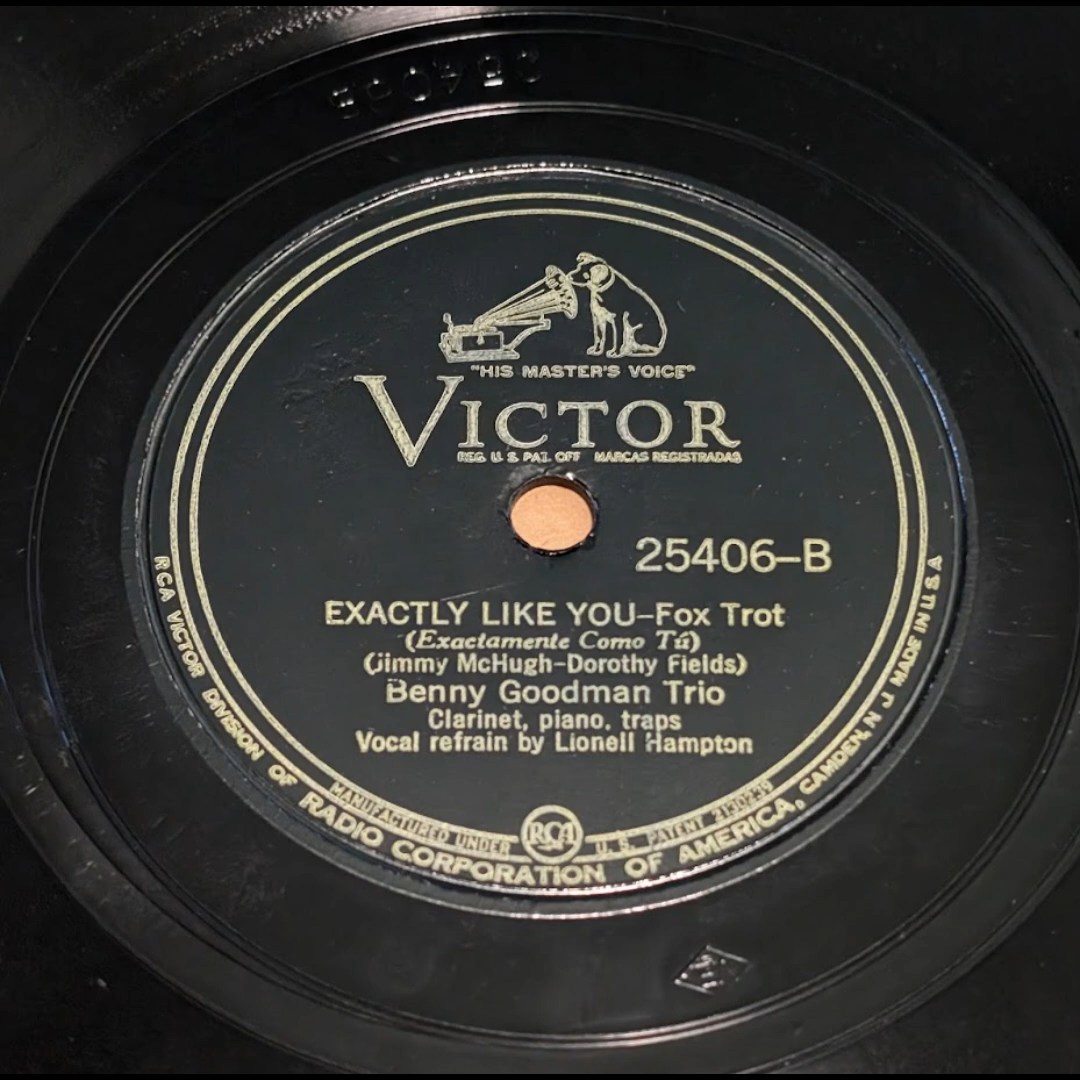 25406
"HIS MASTER'S VOICE"
VICTOR
REG. U. S. PAT. OFF. MARCAS REGISTRADAS
25406-B
EXACTLY LIKE YOU-Fox Trot
(Exactamente Como Tú)
(Jimmy McHugh-Dorothy Fields)
Benny Goodman Trio
Clarinet, piano, traps
Vocal refrain by Lionell Hampton
MANUFACTURED UNDER RCA U. S. PATENT 2130239
RCA VICTOR DIVISION OF RADIO CORPORATION OF AMERICA, CAMDEN, N. J. MADE IN U.S.A